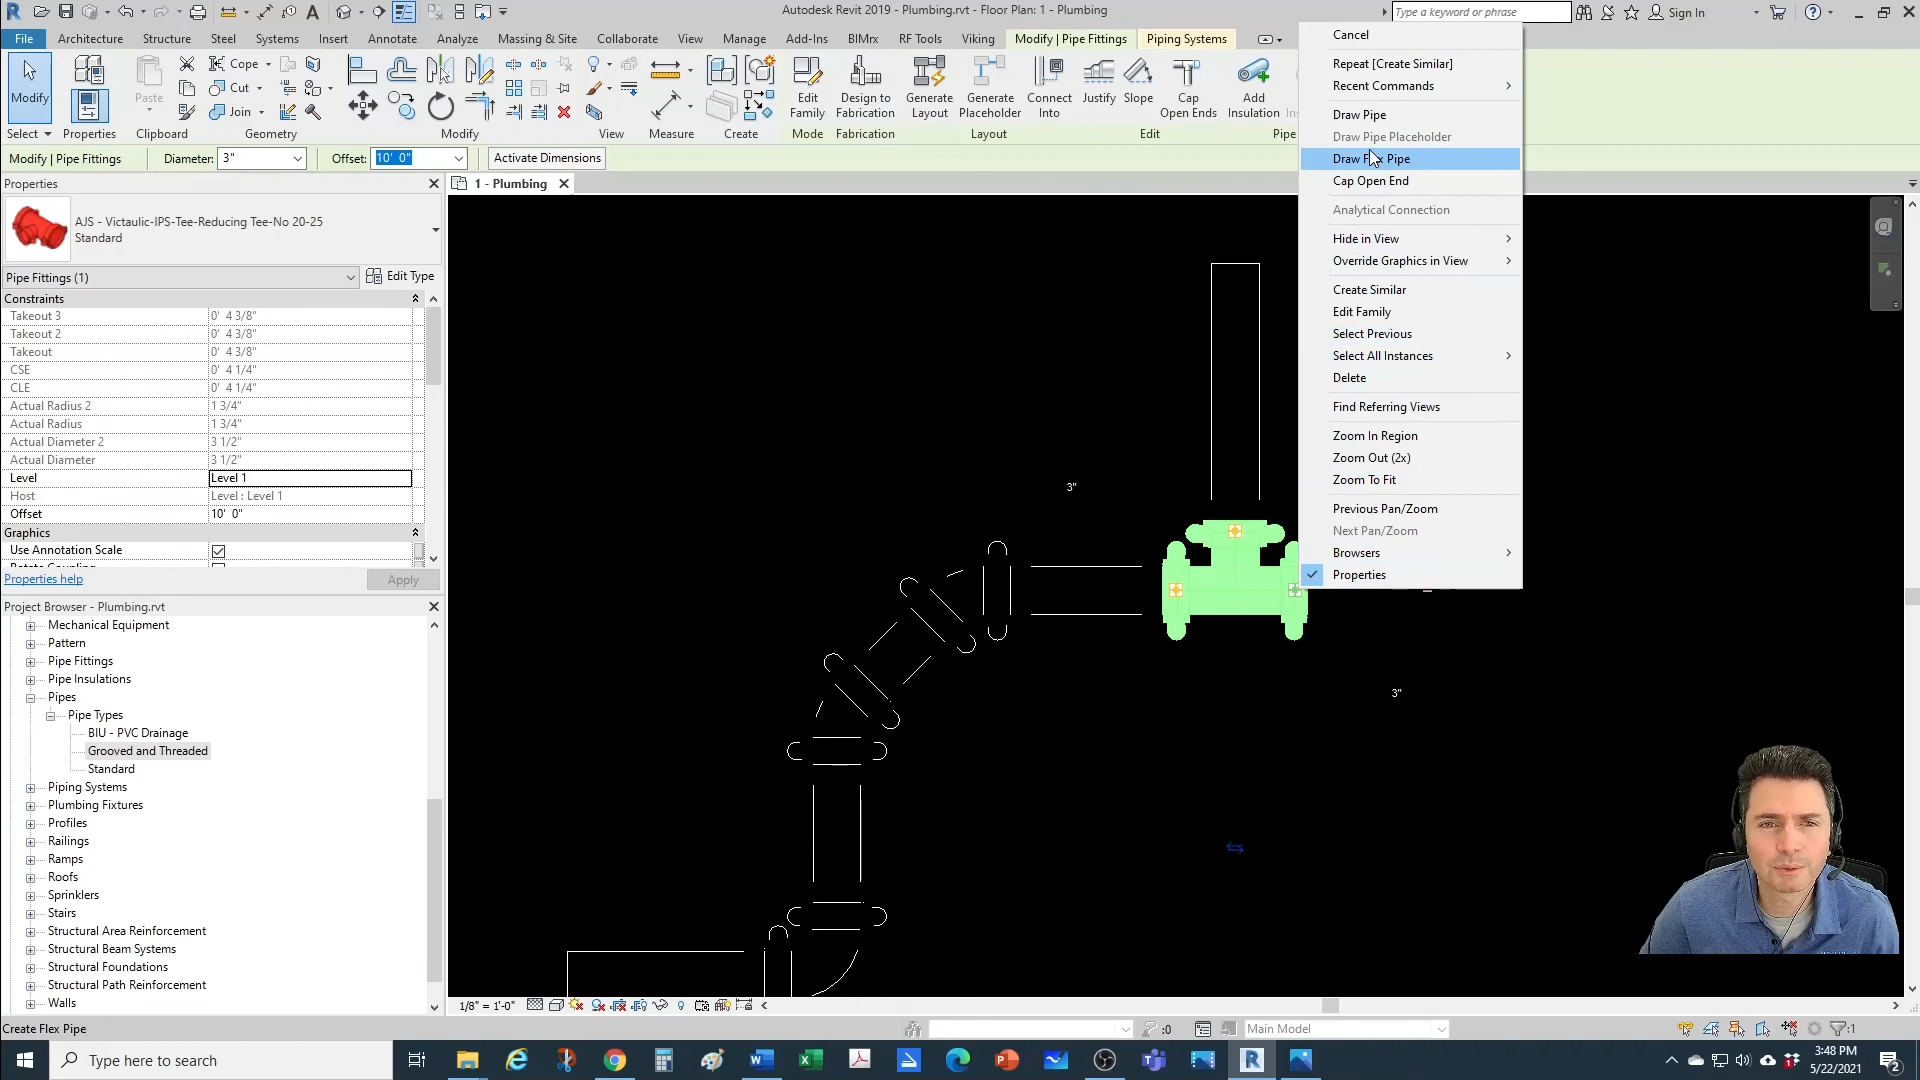 Autodesk Revit 2019 - Plumbing.rvt - Floor Plan: 1 - Plumbing
Type a keyword or phrase
Sign In
File Architecture Structure Steel Systems Insert Annotate Analyze Massing & Site Collaborate View Manage Add-Ins BIMrx RF Tools Viking Modify | Pipe Fittings Piping Systems
Modify
Paste
Cope
Cut
Join
Edit Family
Design to Fabrication
Generate Layout
Generate Placeholder
Connect Into
Justify
Slope
Cap Open Ends
Add Insulation
Select Properties Clipboard Geometry Modify View Measure Create Mode Fabrication Layout Edit Pipe
Modify | Pipe Fittings Diameter: 3" Offset: 10' 0" Activate Dimensions
Properties
1 - Plumbing
AJS - Victaulic-IPS-Tee-Reducing Tee-No 20-25
Standard
Pipe Fittings (1) Edit Type
Constraints
Takeout 3 0' 4 3/8"
Takeout 2 0' 4 3/8"
Takeout 0' 4 3/8"
CSE 0' 4 1/4"
CLE 0' 4 1/4"
Actual Radius 2 1 3/4"
Actual Radius 1 3/4"
Actual Diameter 2 3 1/2"
Actual Diameter 3 1/2"
Level Level 1
Host Level : Level 1
Offset 10' 0"
Graphics
Use Annotation Scale
Properties help Apply
Project Browser - Plumbing.rvt
Mechanical Equipment
Pattern
Pipe Fittings
Pipe Insulations
Pipes
Pipe Types
BIU - PVC Drainage
Grooved and Threaded
Standard
Piping Systems
Plumbing Fixtures
Profiles
Railings
Ramps
Roofs
Sprinklers
Stairs
Structural Area Reinforcement
Structural Beam Systems
Structural Foundations
Structural Path Reinforcement
Walls
3"
3"
Cancel
Repeat [Create Similar]
Recent Commands
Draw Pipe
Draw Pipe Placeholder
Draw Flex Pipe
Cap Open End
Analytical Connection
Hide in View
Override Graphics in View
Create Similar
Edit Family
Select Previous
Select All Instances
Delete
Find Referring Views
Zoom In Region
Zoom Out (2x)
Zoom To Fit
Previous Pan/Zoom
Next Pan/Zoom
Browsers
Properties
1/8" = 1'-0"
Create Flex Pipe
:0
Main Model
:1
Type here to search
3:48 PM
5/22/2021
2